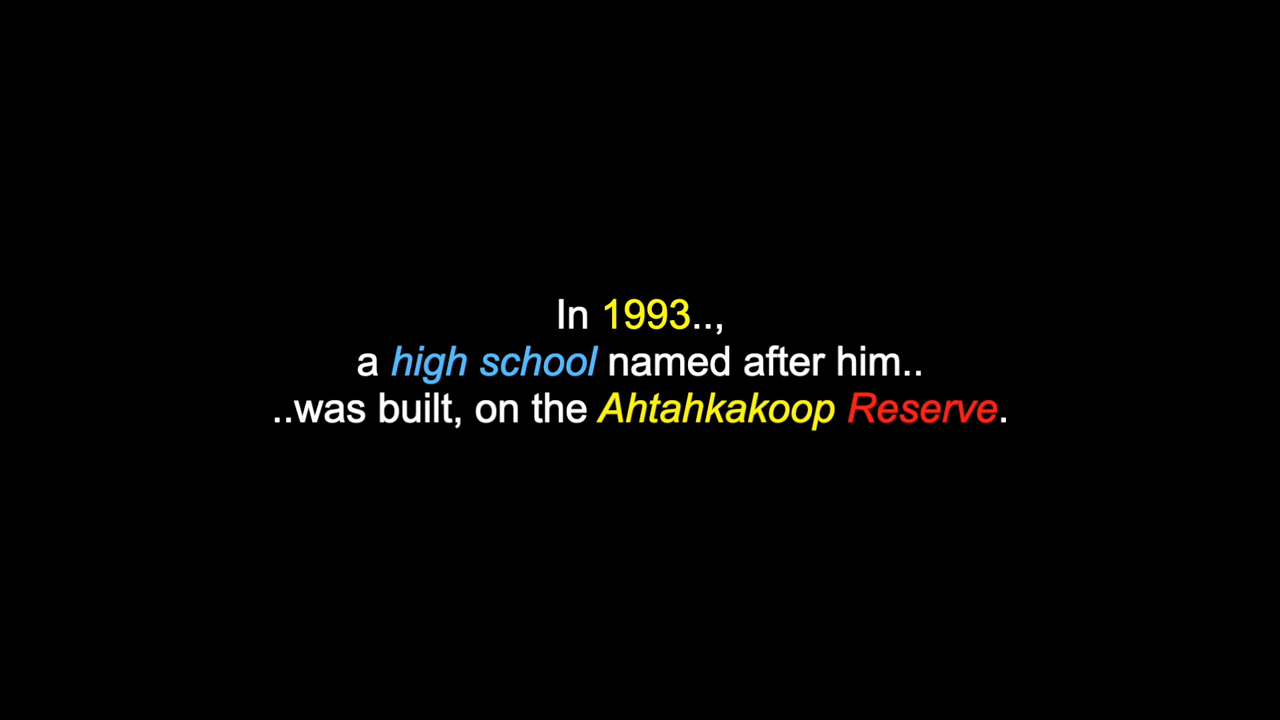 In 1993..,
a high school named after him..
..was built, on the Ahtahkakoop Reserve.